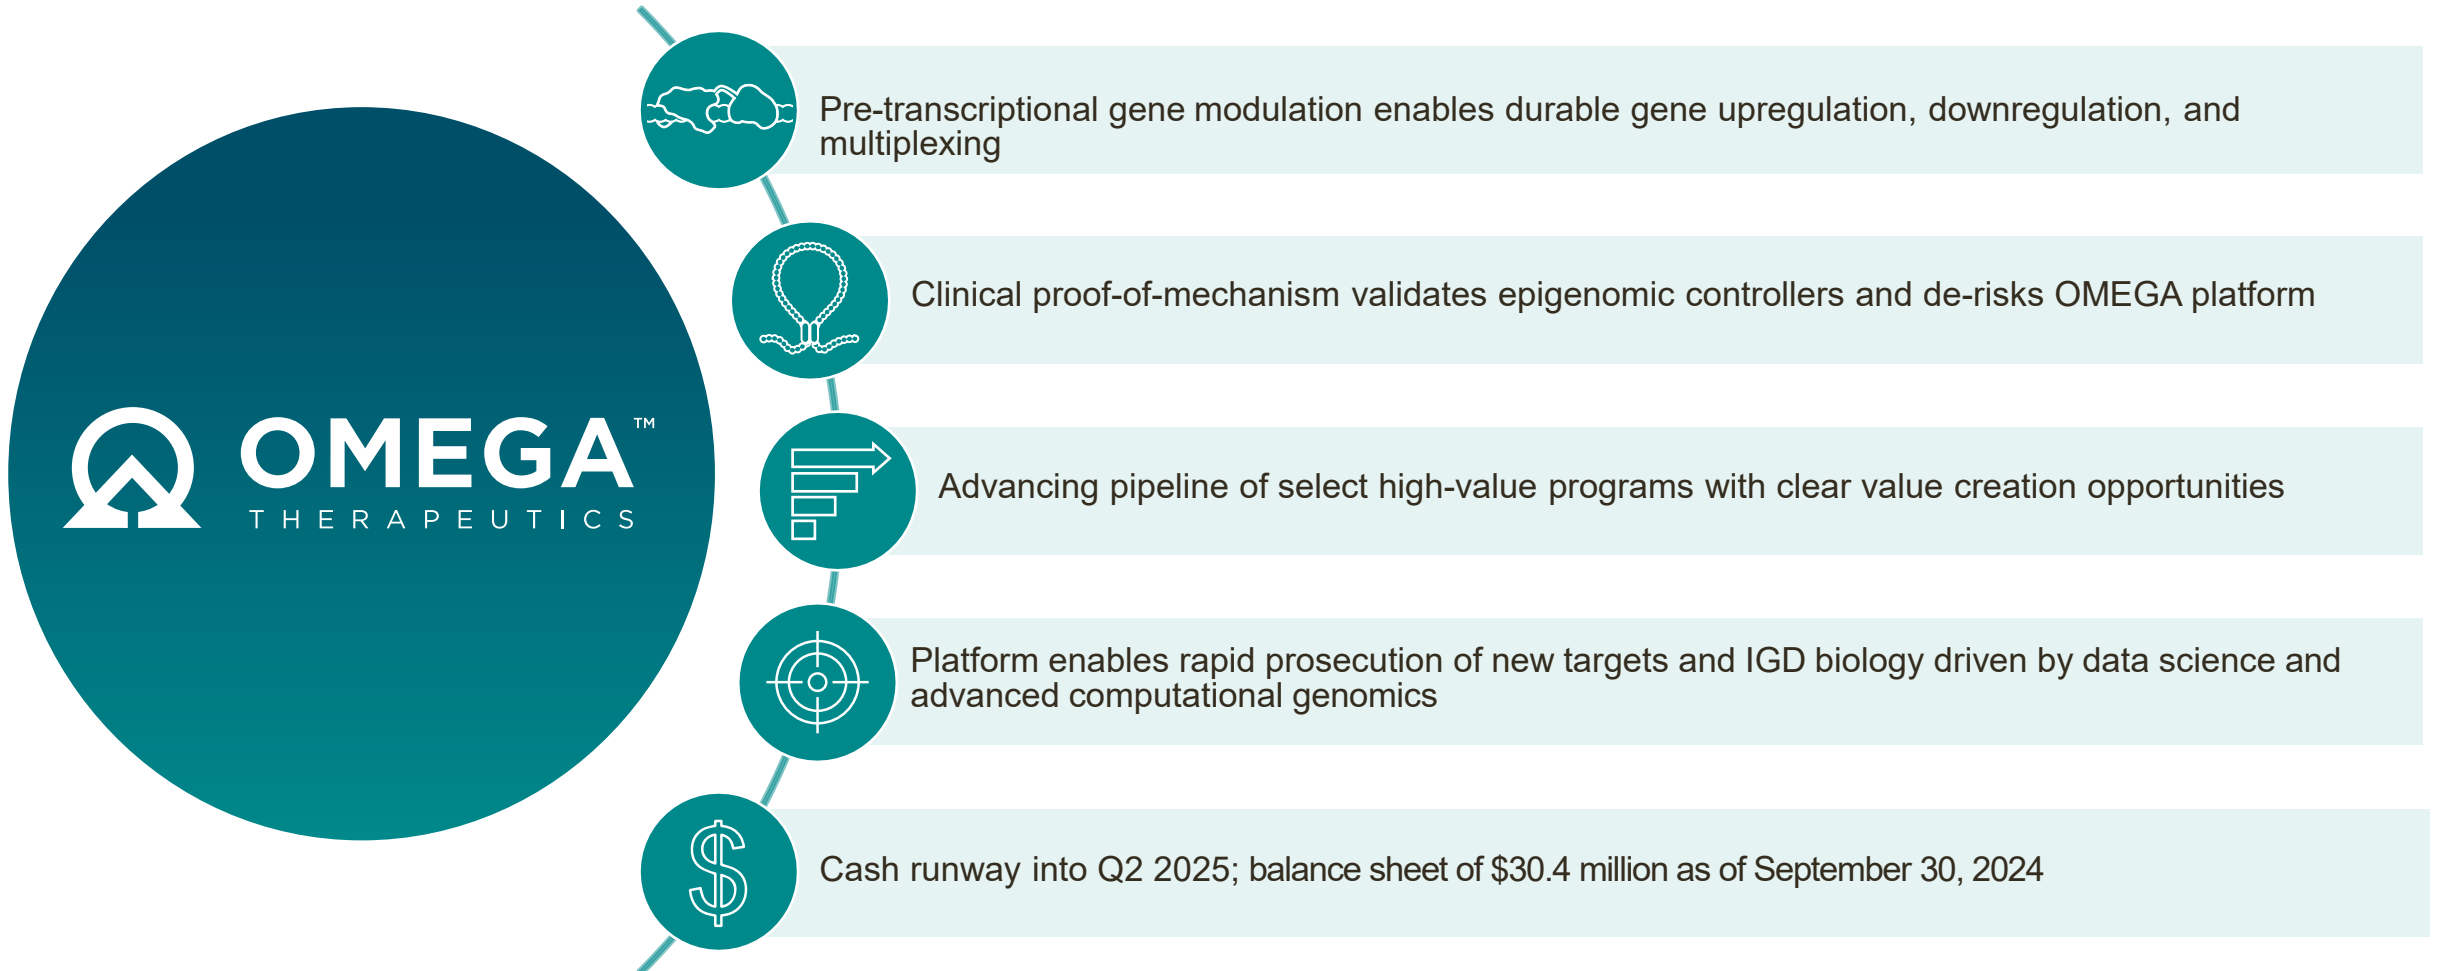 OMEGA™
THERAPEUTICS
Pre-transcriptional gene modulation enables durable gene upregulation, downregulation, and
multiplexing
Clinical proof-of-mechanism validates epigenomic controllers and de-risks OMEGA platform
Advancing pipeline of select high-value programs with clear value creation opportunities
Platform enables rapid prosecution of new targets and IGD biology driven by data science and
advanced computational genomics
$
Cash runway into Q2 2025; balance sheet of $30.4 million as of September 30, 2024